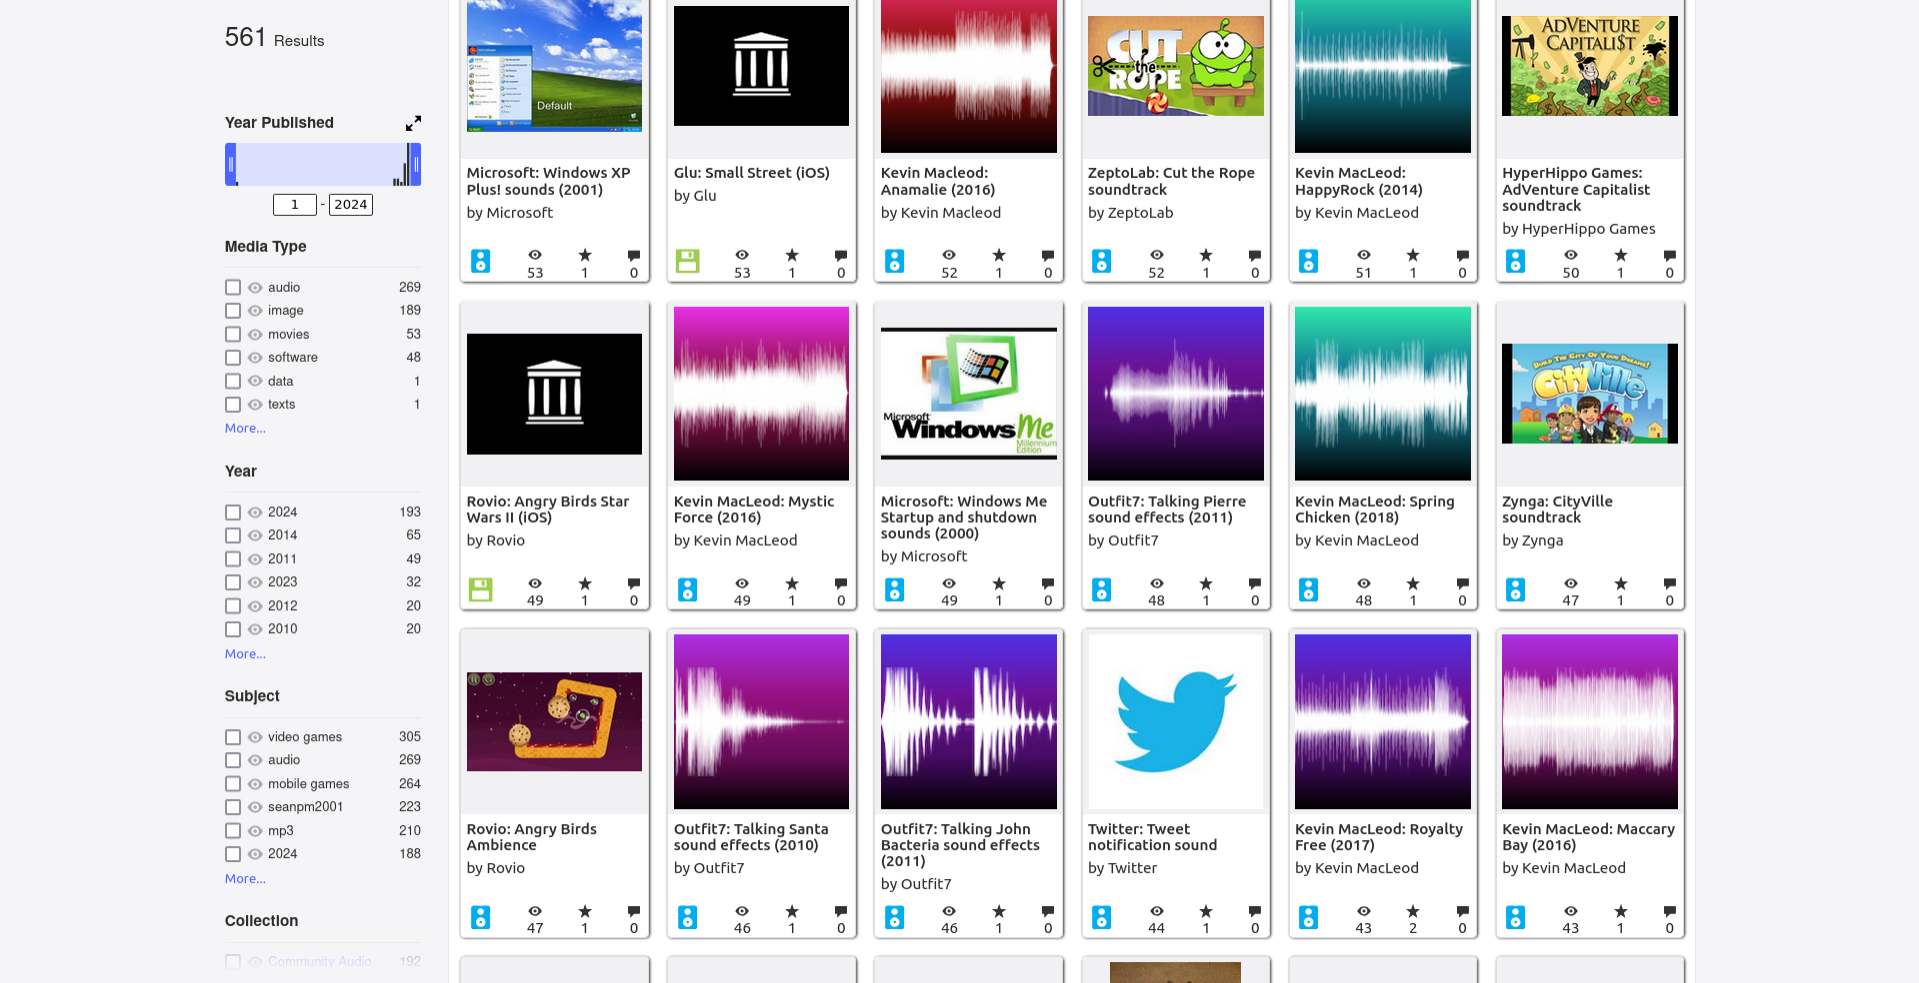 561 Results
Year Published
1 - 2024
Media Type
audio 269
image 189
movies 53
software 48
data 1
texts 1
More...
Year
2024 193
2014 65
2011 49
2023 32
2012 20
2010 20
More...
Subject
video games 305
audio 269
mobile games 264
seanpm2001 223
mp3 210
2024 188
More...
Collection
Community Audio 192
Default
Microsoft: Windows XP
Plus! sounds (2001)
by Microsoft
53 1 0
Glu: Small Street (iOS)
by Glu
53 1 0
Kevin Macleod:
Anamalie (2016)
by Kevin Macleod
52 1 0
CUT
the
ROPE
ZeptoLab: Cut the Rope
soundtrack
by ZeptoLab
52 1 0
Kevin MacLeod:
HappyRock (2014)
by Kevin MacLeod
51 1 0
ADVENTURE
CAPITALI$T
HyperHippo Games:
AdVenture Capitalist
soundtrack
by HyperHippo Games
50 1 0
Rovio: Angry Birds Star
Wars II (iOS)
by Rovio
49 1 0
Kevin MacLeod: Mystic
Force (2016)
by Kevin MacLeod
49 1 0
Microsoft
Windows Me
Millennium
Edition
Microsoft: Windows Me
Startup and shutdown
sounds (2000)
by Microsoft
49 1 0
Outfit7: Talking Pierre
sound effects (2011)
by Outfit7
48 1 0
Kevin MacLeod: Spring
Chicken (2018)
by Kevin MacLeod
48 1 0
BUILD THE CITY OF YOUR DREAMS!
CityVille
Zynga: CityVille
soundtrack
by Zynga
47 1 0
Rovio: Angry Birds
Ambience
by Rovio
47 1 0
Outfit7: Talking Santa
sound effects (2010)
by Outfit7
46 1 0
Outfit7: Talking John
Bacteria sound effects
(2011)
by Outfit7
46 1 0
Twitter: Tweet
notification sound
by Twitter
44 1 0
Kevin MacLeod: Royalty
Free (2017)
by Kevin MacLeod
43 2 0
Kevin MacLeod: Maccary
Bay (2016)
by Kevin MacLeod
43 1 0